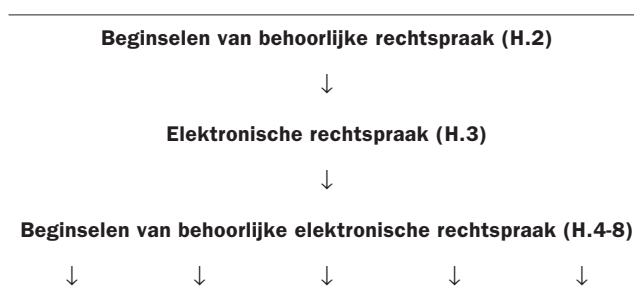 Beginselen van behoorlijke rechtspraak (H.2)
↓
Elektronische rechtspraak (H.3)
↓
Beginselen van behoorlijke elektronische rechtspraak (H.4-8)
↓ ↓ ↓ ↓ ↓